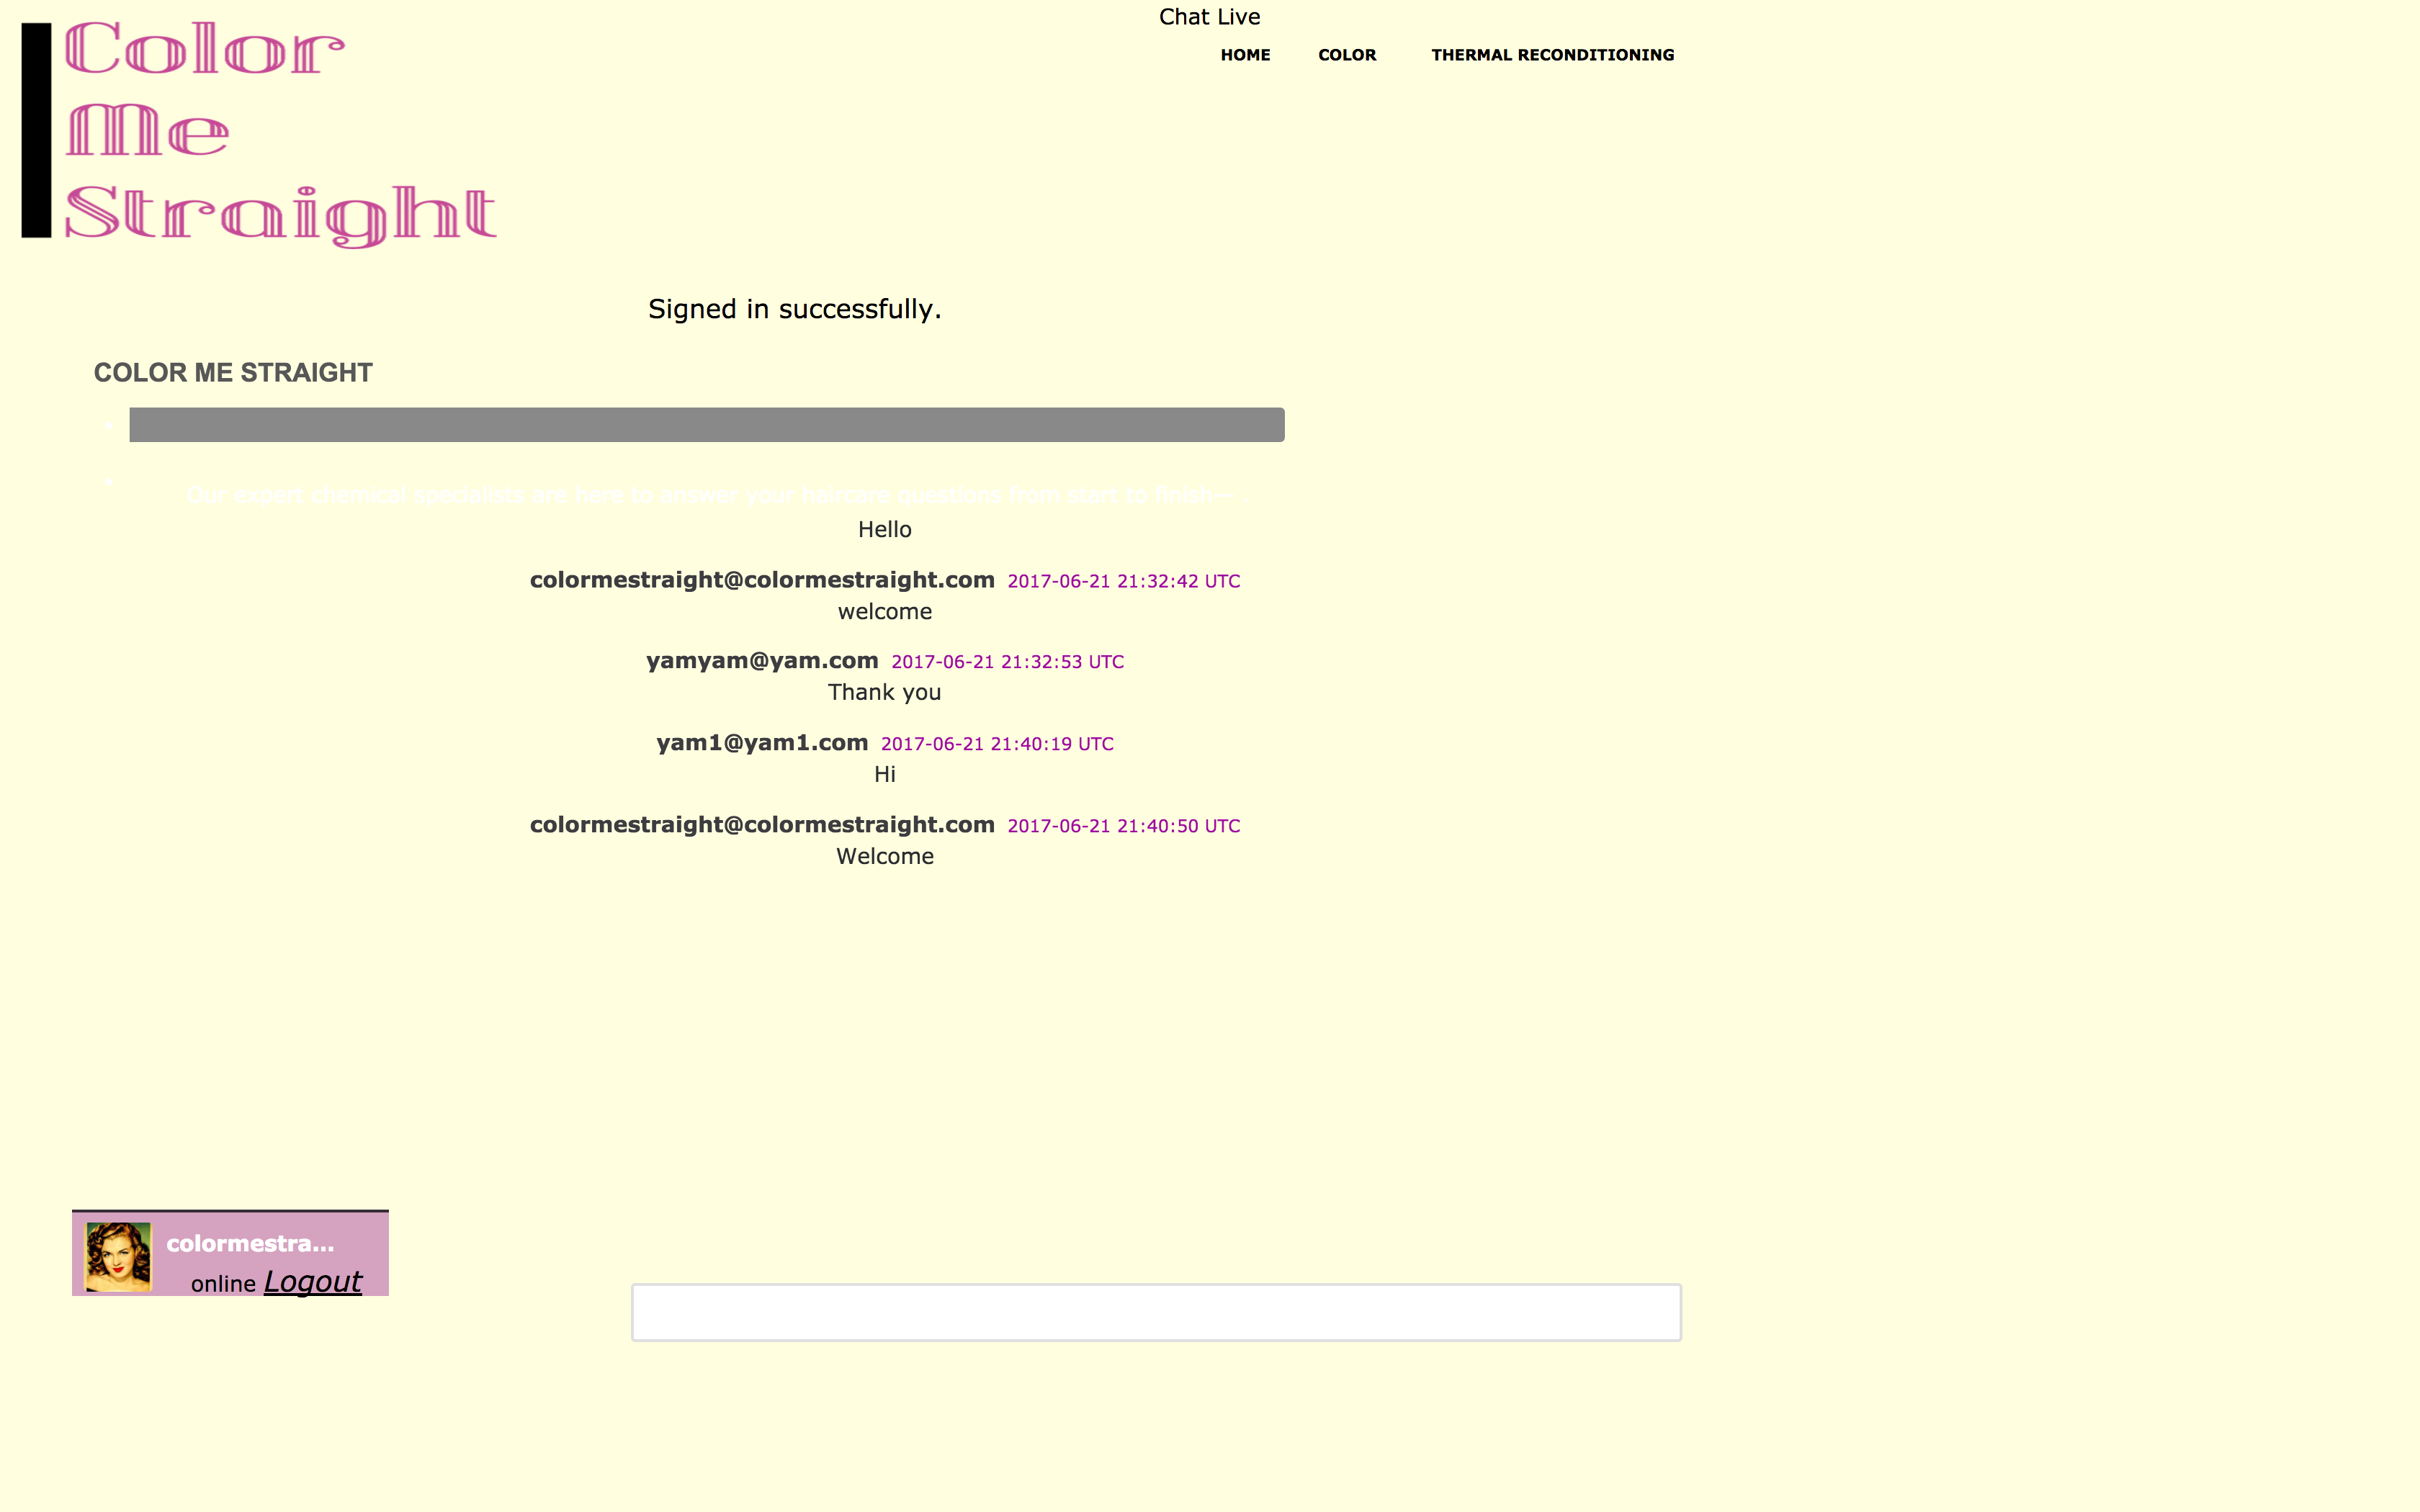 Chat Live
Color
Me
Straight
HOME COLOR THERMAL RECONDITIONING
Signed in successfully.
COLOR ME STRAIGHT
Our expert chemical specialists are here to answer your haircare questions from start to finish— .
Hello
colormestraight@colormestraight.com 2017-06-21 21:32:42 UTC
welcome
yamyam@yam.com 2017-06-21 21:32:53 UTC
Thank you
yam1@yam1.com 2017-06-21 21:40:19 UTC
Hi
colormestraight@colormestraight.com 2017-06-21 21:40:50 UTC
Welcome
colormestra...
online Logout